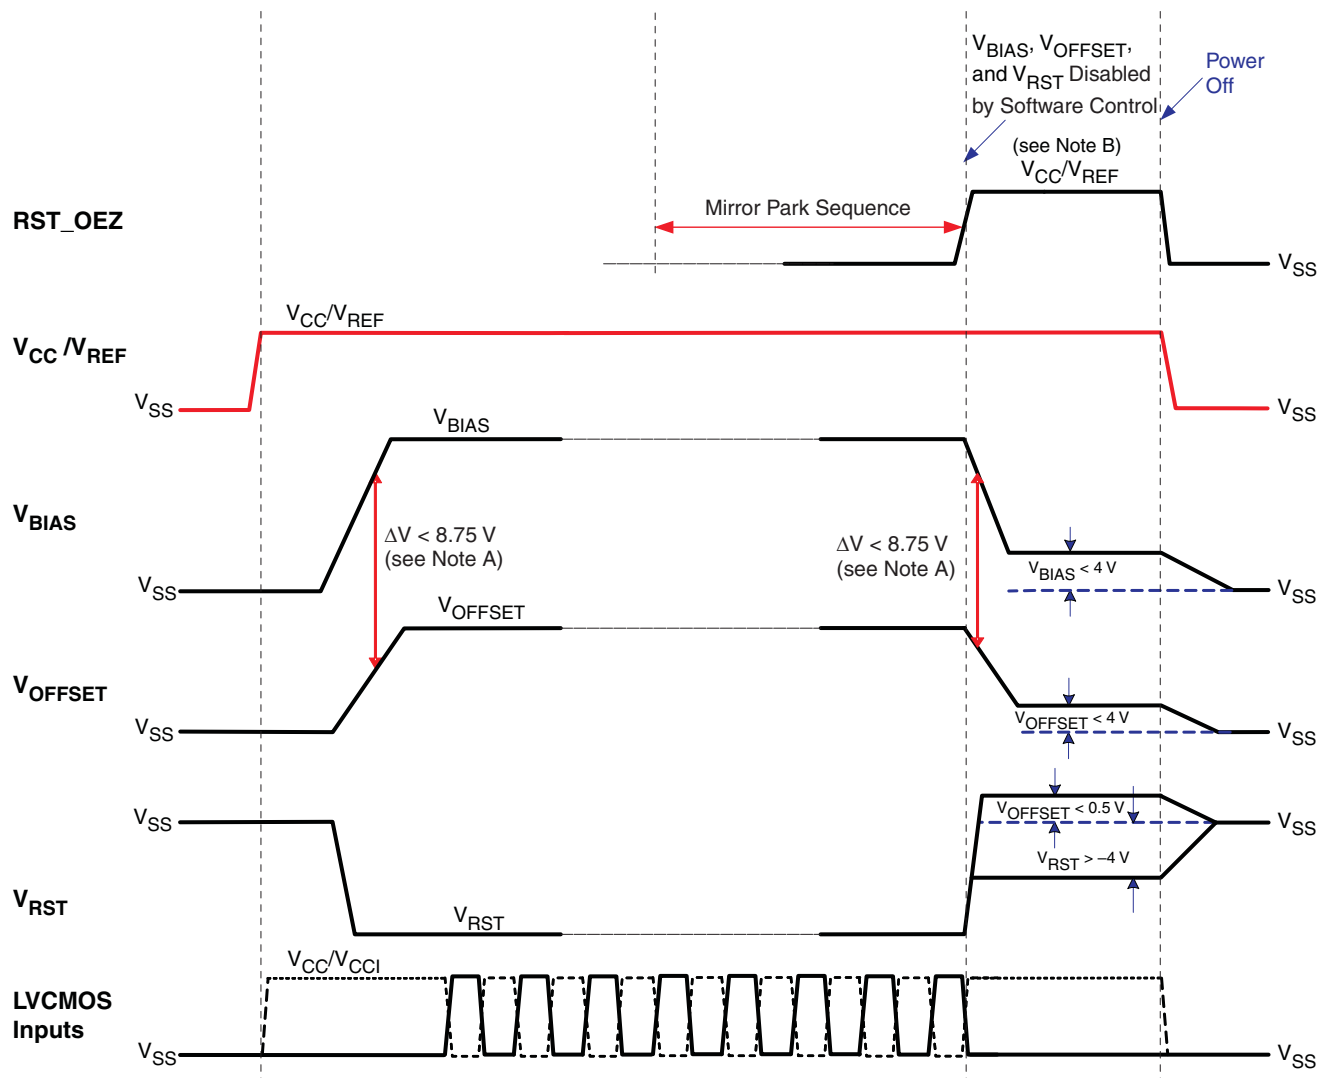 VBIAS, VOFFSET,
and VRST Disabled
by Software Control
Power
Off
(see Note B)
VCC/VREF
RST_OEZ
Mirror Park Sequence
VSS
VCC/VREF
VCC /VREF
VSS
VSS
VBIAS
VBIAS
ΔV < 8.75 V
(see Note A)
ΔV < 8.75 V
(see Note A)
VBIAS < 4 V
VSS
VSS
VOFFSET
VOFFSET
VOFFSET < 4 V
VSS
VSS
VSS
VOFFSET < 0.5 V
VSS
VRST > –4 V
VRST
VRST
VCC/VCCI
LVCMOS
Inputs
VSS
VSS